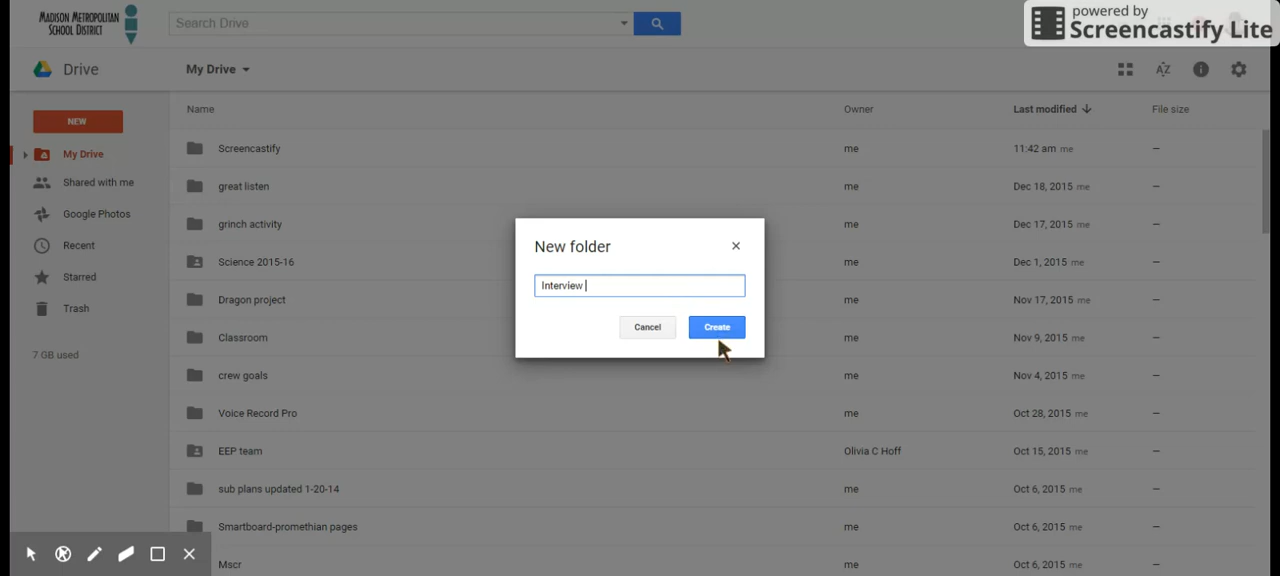 MADISON METROPOLITAN
SCHOOL DISTRICT
Search Drive
powered by
Screencastify Lite
Drive
My Drive
NEW
My Drive
Shared with me
Google Photos
Recent
Starred
Trash
7 GB used
Name Owner Last modified File size
Screencastify me 11:42 am me –
great listen me Dec 18, 2015 me –
grinch activity me Dec 17, 2015 me –
Science 2015-16 me Dec 1, 2015 me –
Dragon project me Nov 17, 2015 me –
Classroom me Nov 9, 2015 me –
crew goals me Nov 4, 2015 me –
Voice Record Pro me Oct 28, 2015 me –
EEP team Olivia C Hoff Oct 15, 2015 me –
sub plans updated 1-20-14 me Oct 6, 2015 me –
Smartboard-promethian pages me Oct 6, 2015 me –
Mscr me Oct 6, 2015 me –
New folder
Interview
Cancel Create